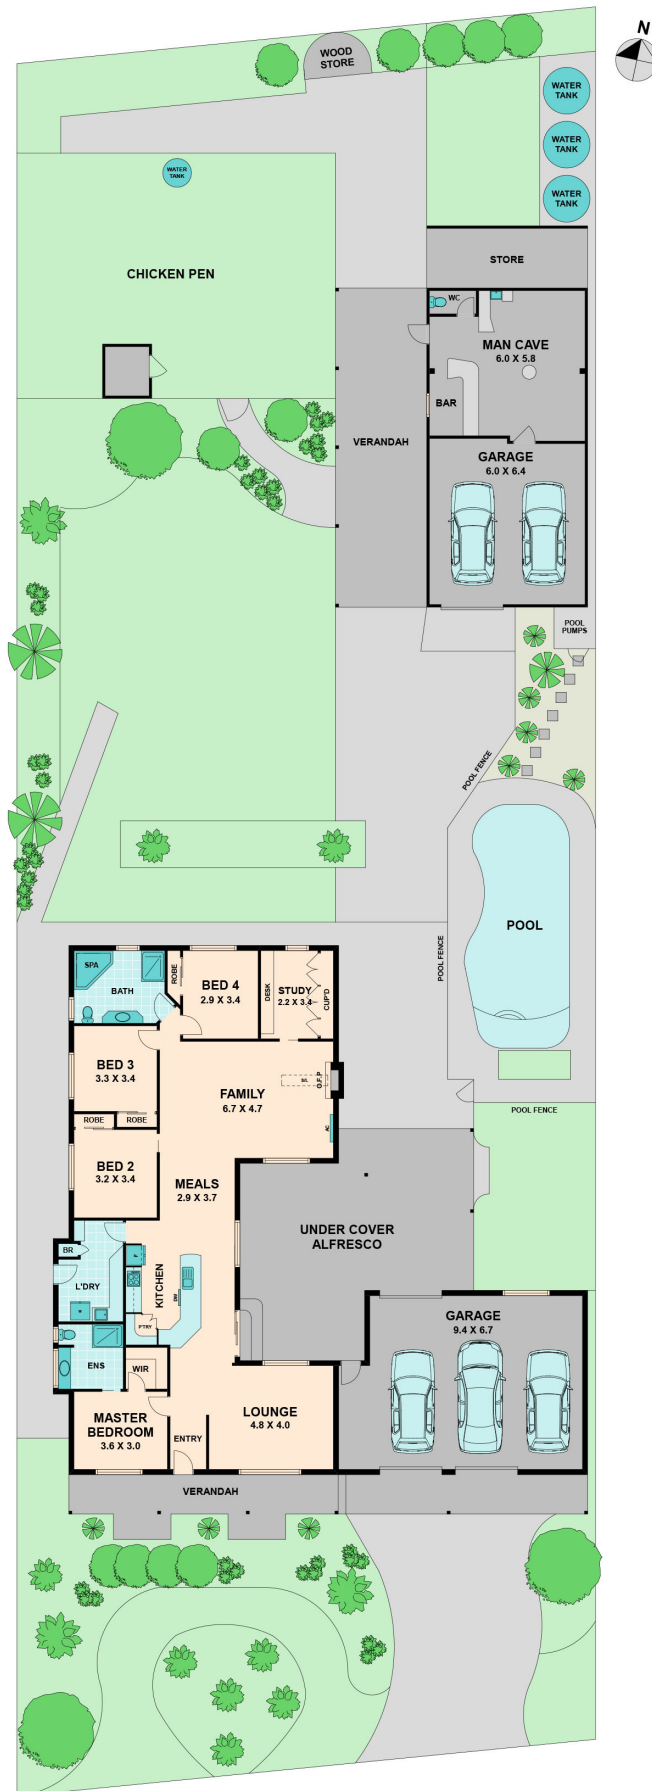 N
WOOD
STORE
WATER
TANK
WATER
TANK
WATER
TANK
WATER
TANK
CHICKEN PEN
STORE
WC
MAN CAVE
6.0 X 5.8
BAR
VERANDAH
GARAGE
6.0 X 6.4
POOL
PUMPS
POOL FENCE
POOL
POOL FENCE
POOL FENCE
SPA
BATH
ROBE
BED 4
2.9 X 3.4
DESK
STUDY
2.2 X 3.4
CUP'D
BED 3
3.3 X 3.4
FAMILY
6.7 X 4.7
O.F.P
AC
ROBE
ROBE
BED 2
3.2 X 3.4
MEALS
2.9 X 3.7
UNDER COVER
ALFRESCO
BR
L'DRY
F
KITCHEN
DW
PTRY
ENS
WIR
MASTER
BEDROOM
3.6 X 3.0
ENTRY
LOUNGE
4.8 X 4.0
GARAGE
9.4 X 6.7
VERANDAH